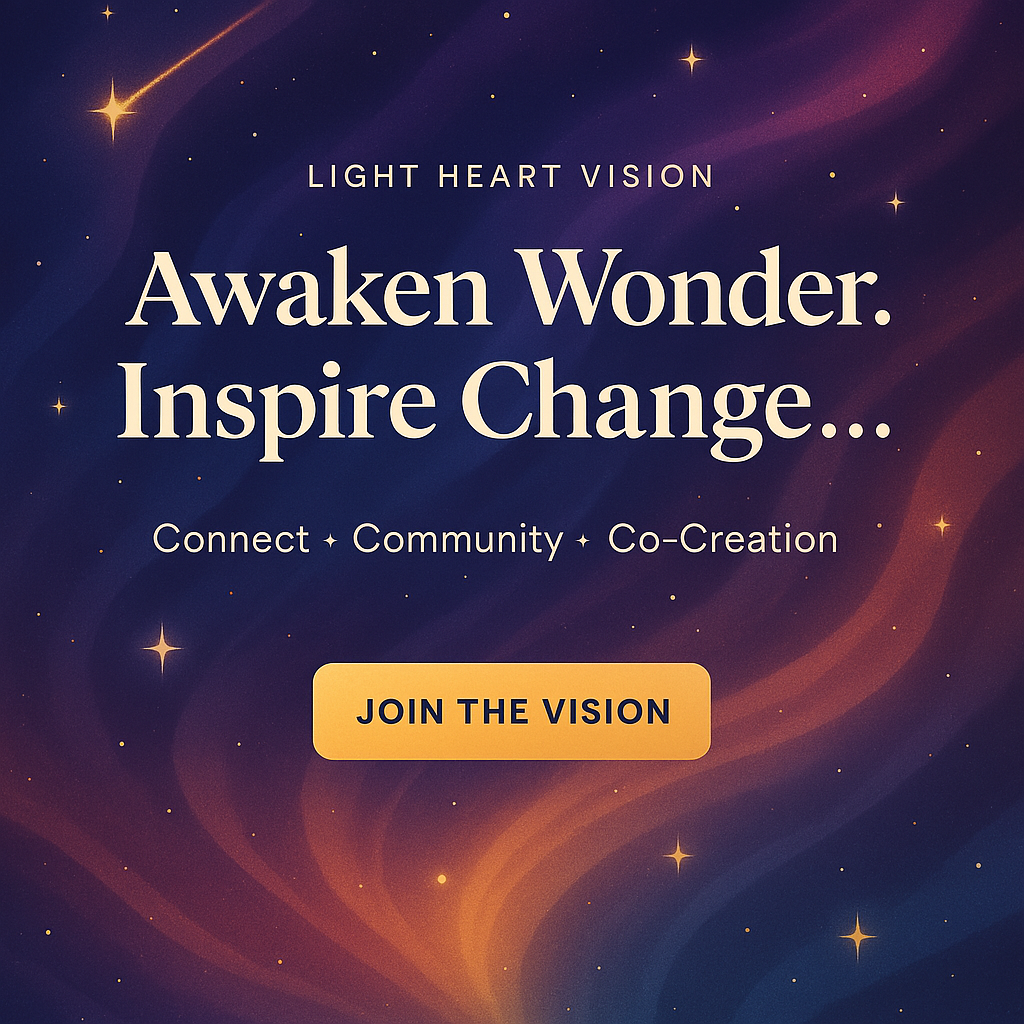 LIGHT HEART VISION
Awaken Wonder.
Inspire Change...
Connect ✦ Community ✦ Co-Creation
JOIN THE VISION